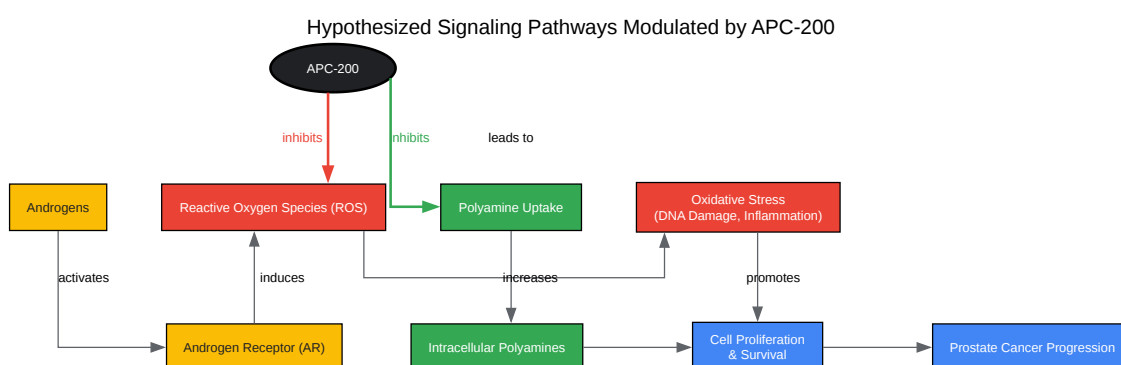 Hypothesized Signaling Pathways Modulated by APC-200
APC-200
inhibits
nhibits
leads to
Androgens
Reactive Oxygen Species (ROS)
Polyamine Uptake
Oxidative Stress
(DNA Damage, Inflammation)
activates
induces
increases
promotes
Androgen Receptor (AR)
Intracellular Polyamines
Cell Proliferation
& Survival
Prostate Cancer Progression